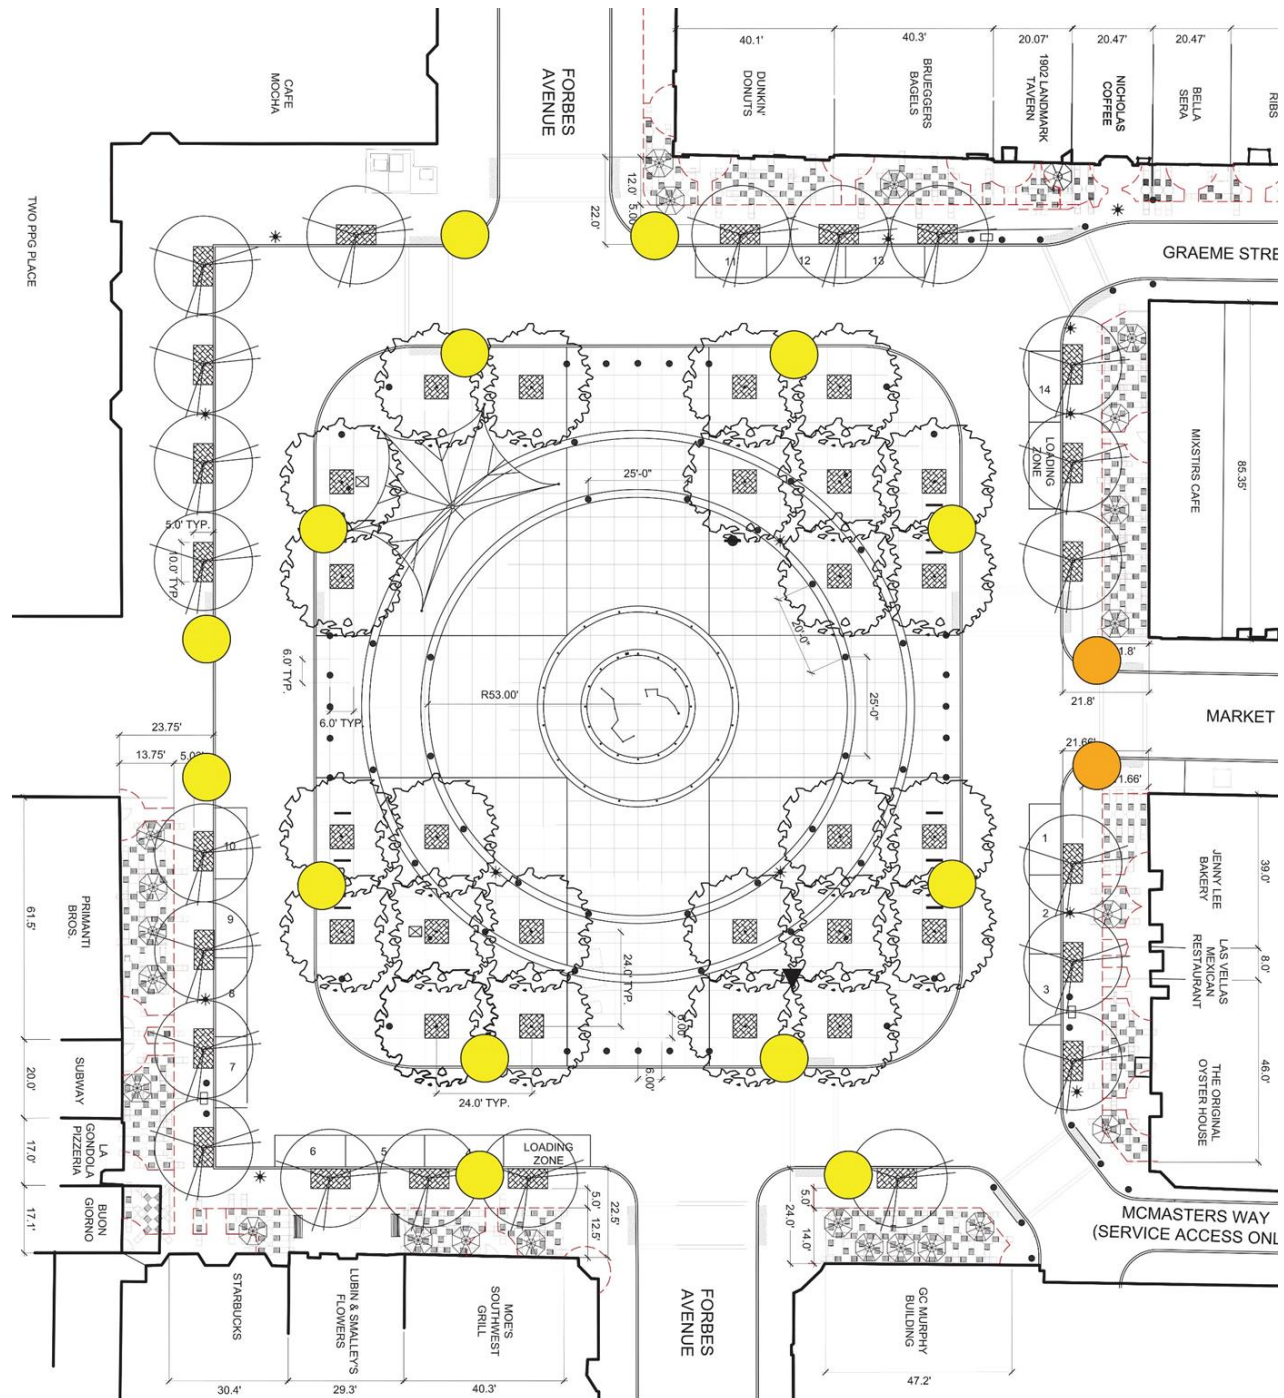 40.1'
40.3'
20.07'
20.47'
20.47'
CAFE
MOCHA
FORBES
AVENUE
DUNKIN'
DONUTS
BRUEGGERS
BAGELS
1902 LANDMARK
TAVERN
NICHOLAS
COFFEE
BELLA
SERA
RIBS
TWO PPG PLACE
12.0'
5.00'
22.0'
11
12
13
GRAEME STRE
14
LOADING
ZONE
MIXSTIRS CAFE
85.35'
25'-0"
5.0' TYP.
10.0' TYP.
20'-0"
6.0' TYP.
R53.00'
6.0' TYP.
25'-0"
1.8'
21.8'
MARKET
23.75'
13.75'
21.66'
1.66'
10
9
8
7
PRIMANTI
BROS.
61.5'
1
2
3
JENNY LEE
BAKERY
39.0'
LAS VELLAS
MEXICAN
RESTAURANT
8.0'
THE ORIGINAL
OYSTER HOUSE
46.0'
24.0' TYP.
6.00'
6.00'
24.0' TYP.
SUBWAY
20.0'
LA
GONDOLA
PIZZERIA
17.0'
BUON
GIORNO
17.1'
6
5
LOADING
ZONE
5.0'
12.5'
22.5'
24.0'
5.0'
14.0'
MCMASTERS WAY
(SERVICE ACCESS ONL
STARBUCKS
LUBIN & SMALLEY'S
FLOWERS
MOE'S
SOUTHWEST
GRILL
FORBES
AVENUE
GC MURPHY
BUILDING
30.4'
29.3'
40.3'
47.2'